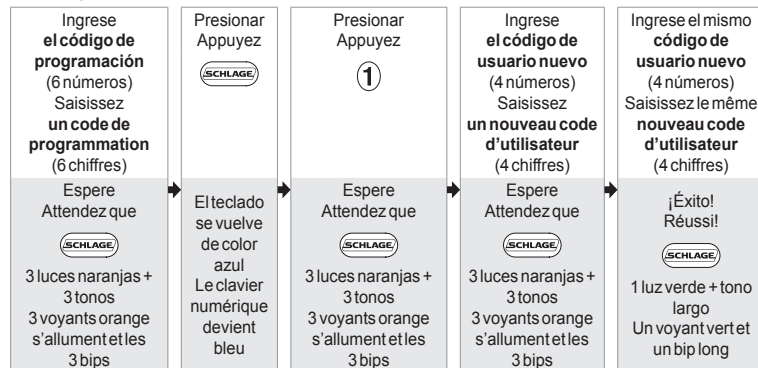 Ingrese
el código de
programación
(6 números)
Saisissez
un code de
programmation
(6 chiffres)
Espere
Attendez que
SCHLAGE
3 luces naranjas +
3 tonos
3 voyants orange
s'allument et les
3 bips
Presionar
Appuyez
SCHLAGE
El teclado
se vuelve
de color
azul
Le clavier
numérique
devient
bleu
Presionar
Appuyez
1
Espere
Attendez que
SCHLAGE
3 luces naranjas +
3 tonos
3 voyants orange
s'allument et les
3 bips
Ingrese
el código de
usuario nuevo
(4 números)
Saisissez
un nouveau code
d'utilisateur
(4 chiffres)
Espere
Attendez que
SCHLAGE
3 luces naranjas +
3 tonos
3 voyants orange
s'allument et les
3 bips
Ingrese el mismo
código de
usuario nuevo
(4 números)
Saisissez le même
nouveau code
d'utilisateur
(4 chiffres)
¡Éxito!
Réussi!
SCHLAGE
1 luz verde + tono
largo
Un voyant vert et
un bip long